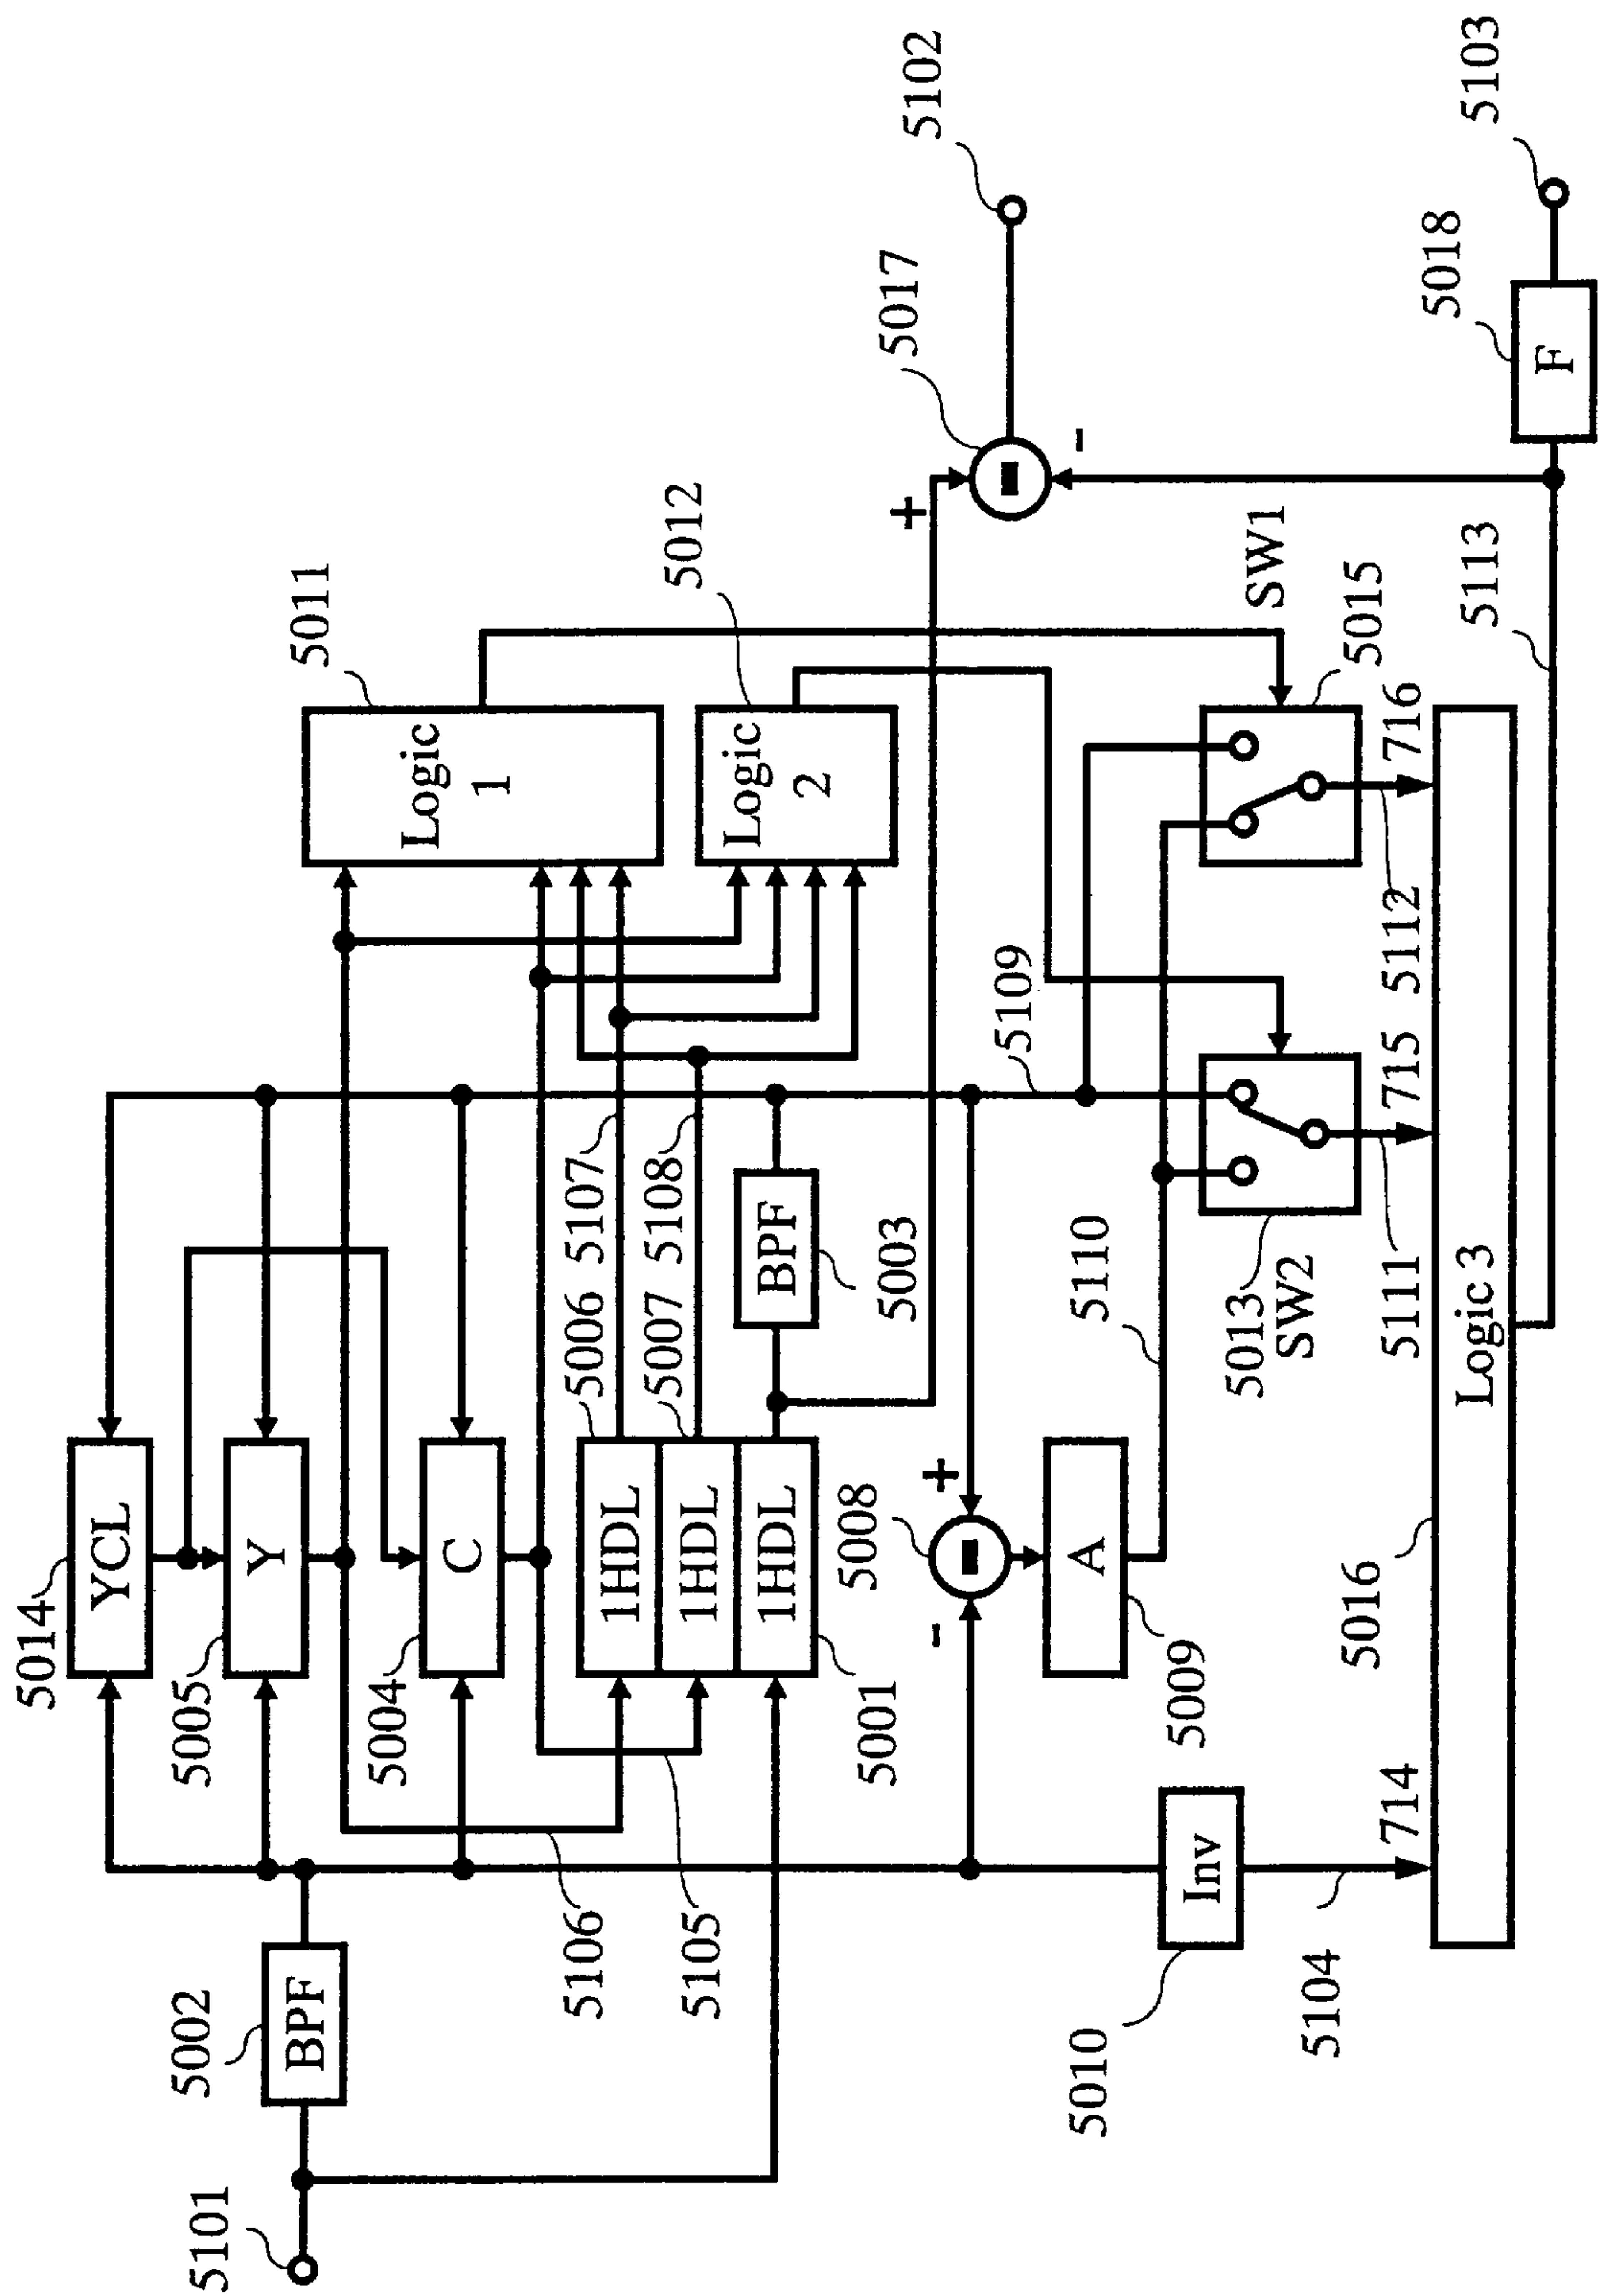 5101
5002
BPF
5014
YCL
5005
Y
5004
C
5106
5105
1HDL
1HDL
1HDL
5001
5006 5107
5007 5108
BPF
5003
5011
Logic
1
Logic
2
5012
5008
-
+
-
A
5009
5110
5109
5010
Inv
5104
714
5013
SW2
5111
715
SW1
5015
5112
716
5016
Logic 3
5113
+
-
-
5017
5102
F
5018
5103